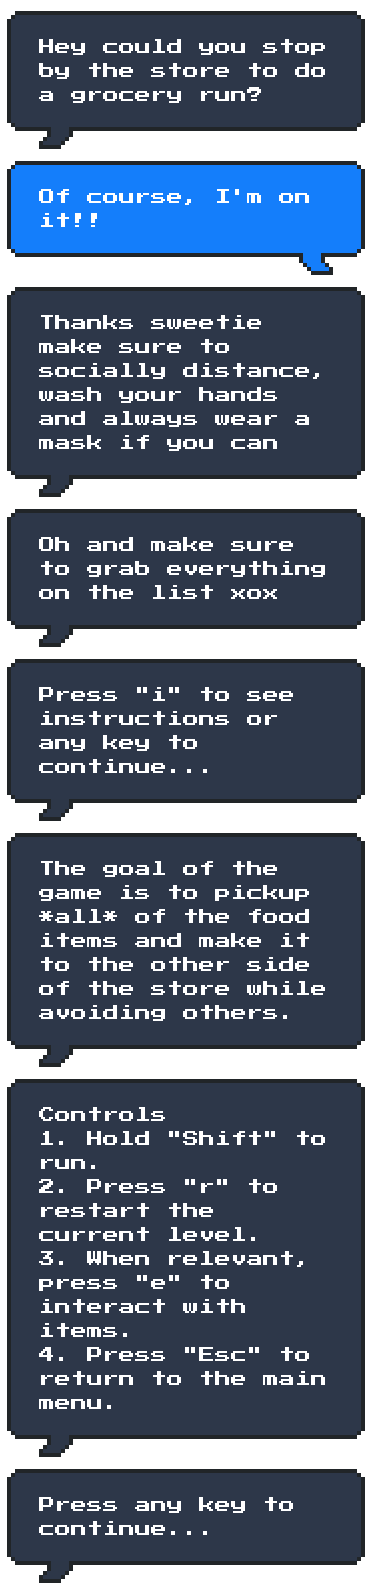 Hey could you stop
by the store to do
a grocery run?
Of course, I'm on
it!!
Thanks sweetie
make sure to
socially distance,
wash your hands
and always wear a
mask if you can
Oh and make sure
to grab everything
on the list xox
Press "i" to see
instructions or
any key to
continue...
The goal of the
game is to pickup
*all* of the food
items and make it
to the other side
of the store while
avoiding others.
Controls
1. Hold "Shift" to
run.
2. Press "r" to
restart the
current level.
3. When relevant,
press "e" to
interact with
items.
4. Press "Esc" to
return to the main
menu.
Press any key to
continue...